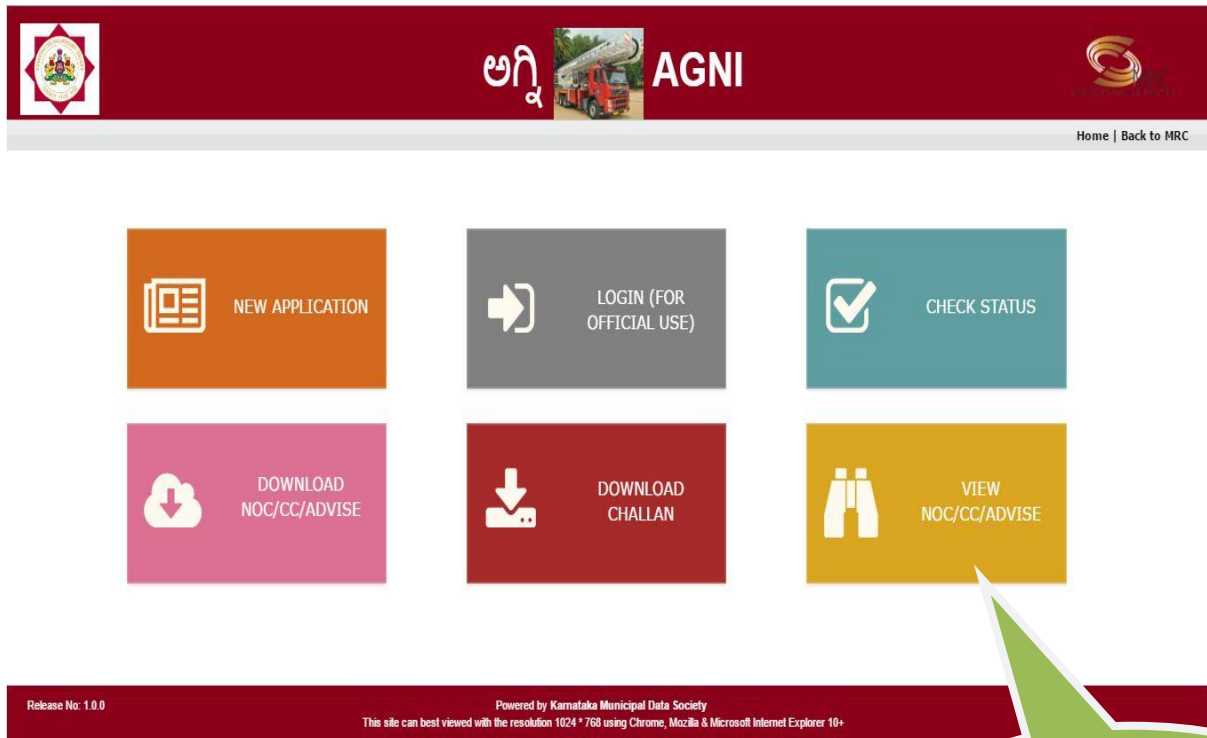 ಅಗ್ನಿ AGNI
Home | Back to MRC
NEW APPLICATION
LOGIN (FOR
OFFICIAL USE)
CHECK STATUS
DOWNLOAD
NOC/CC/ADVISE
DOWNLOAD
CHALLAN
VIEW
NOC/CC/ADVISE
Release No: 1.0.0
Powered by Karnataka Municipal Data Society
This site can best viewed with the resolution 1024 * 768 using Chrome, Mozilla & Microsoft Internet Explorer 10+